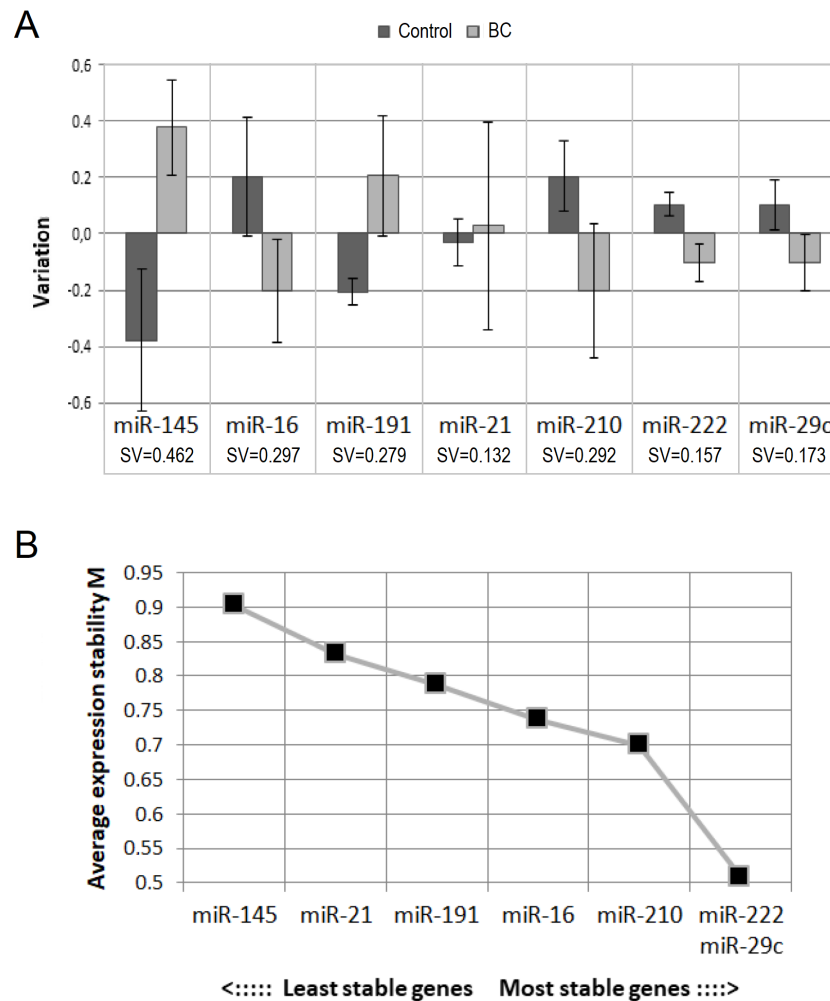 A
Control BC
0,6
0.4
0.2
0,0
-0.2
-0.4
-0,6
Variation
miR-145 miR-16 miR-191 miR-21 miR-210 miR-222 miR-29c
SV=0.462 SV=0.297 SV=0.279 SV=0.132 SV=0.292 SV=0.157 SV=0.173
B
0.95
0.9
0.85
0.8
0.75
0.7
0.65
0.6
0.55
0.5
Average expression stability M
miR-145 miR-21 miR-191 miR-16 miR-210 miR-222
miR-29c
<::::: Least stable genes Most stable genes ::::>